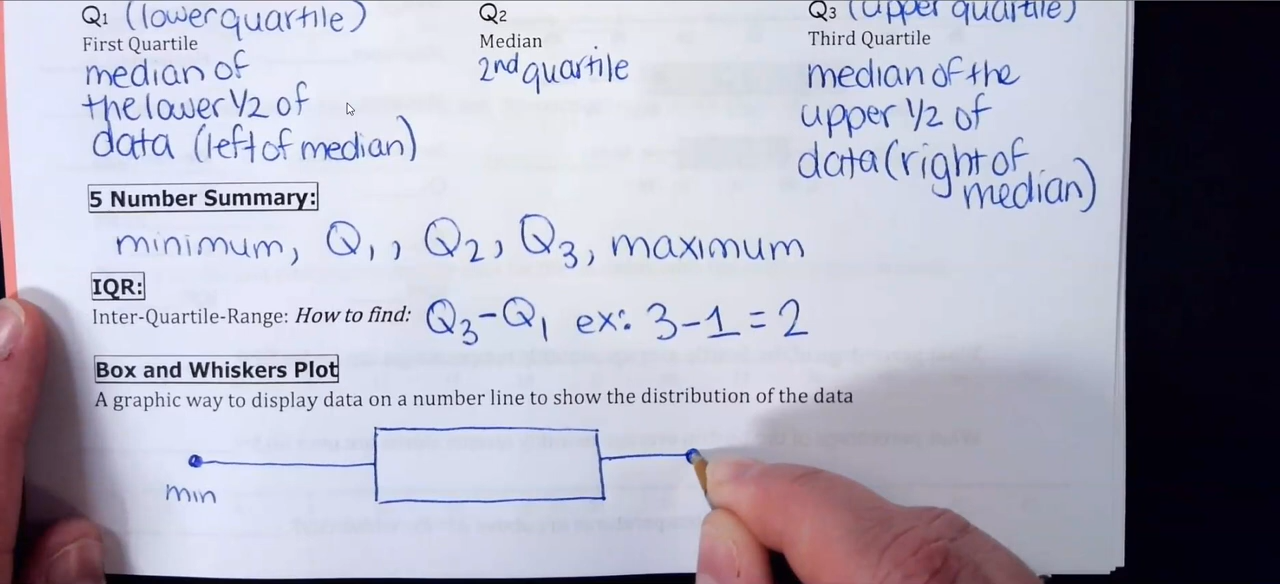 Q1 (lower quartile)
First Quartile
median of
the lower 1/2 of
data (left of median)
Q2
Median
2nd quartile
Q3 (upper quartile)
Third Quartile
median of the
upper 1/2 of
data (right of
median)
5 Number Summary:
minimum, Q1, Q2, Q3, maximum
IQR:
Inter-Quartile-Range: How to find: Q3-Q1 ex: 3-1=2
Box and Whiskers Plot
A graphic way to display data on a number line to show the distribution of the data
min